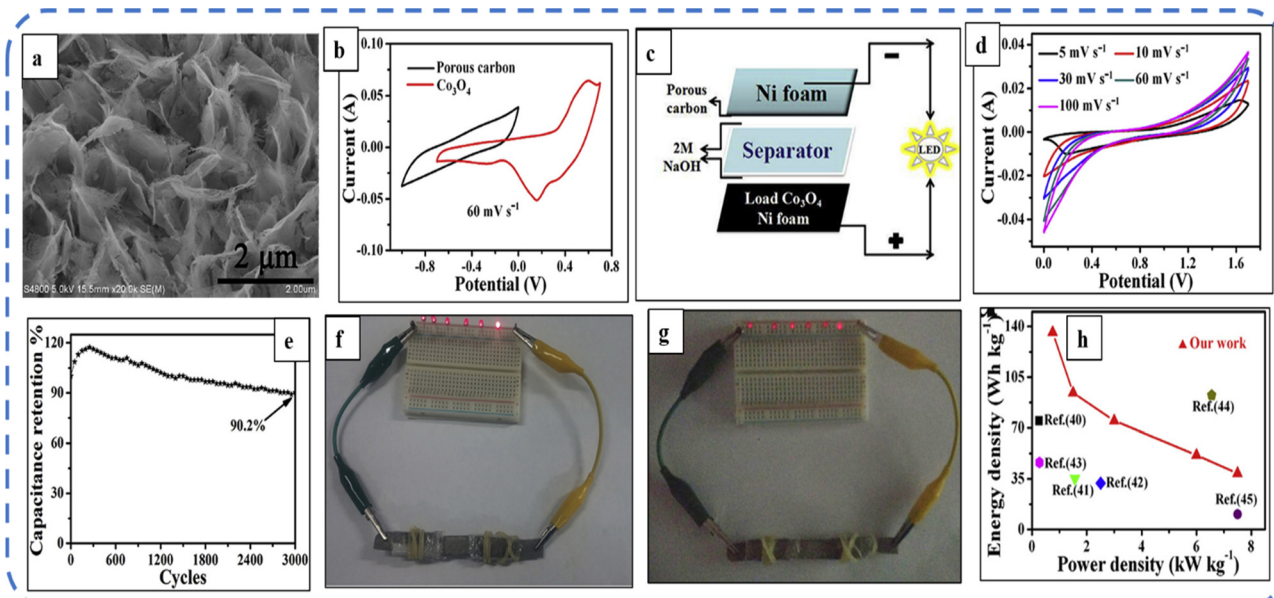 a
2 μm
S4800 5.0kV 15.5mm x20.0k SE(M)
2.00um
b
Current (A)
0.10
0.05
0.00
-0.05
-0.10
Porous carbon
Co₃O₄
60 mV s⁻¹
-0.8
-0.4
0.0
0.4
0.8
Potential (V)
c
Porous
carbon
Ni foam
2M
NaOH
Separator
Load Co₃O₄
Ni foam
LED
−
+
d
Current (A)
0.04
0.02
0.00
-0.02
-0.04
5 mV s⁻¹
10 mV s⁻¹
30 mV s⁻¹
60 mV s⁻¹
100 mV s⁻¹
0.0
0.4
0.8
1.2
1.6
Potential (V)
e
Capacitance retention %
120
90
60
30
0
90.2%
0
600
1200
1800
2400
3000
Cycles
f
g
h
Energy density (Wh kg⁻¹)
140
105
70
35
0
Our work
Ref.(44)
Ref.(40)
Ref.(43)
Ref.(41)
Ref.(42)
Ref.(45)
0
2
4
6
8
Power density (kW kg⁻¹)